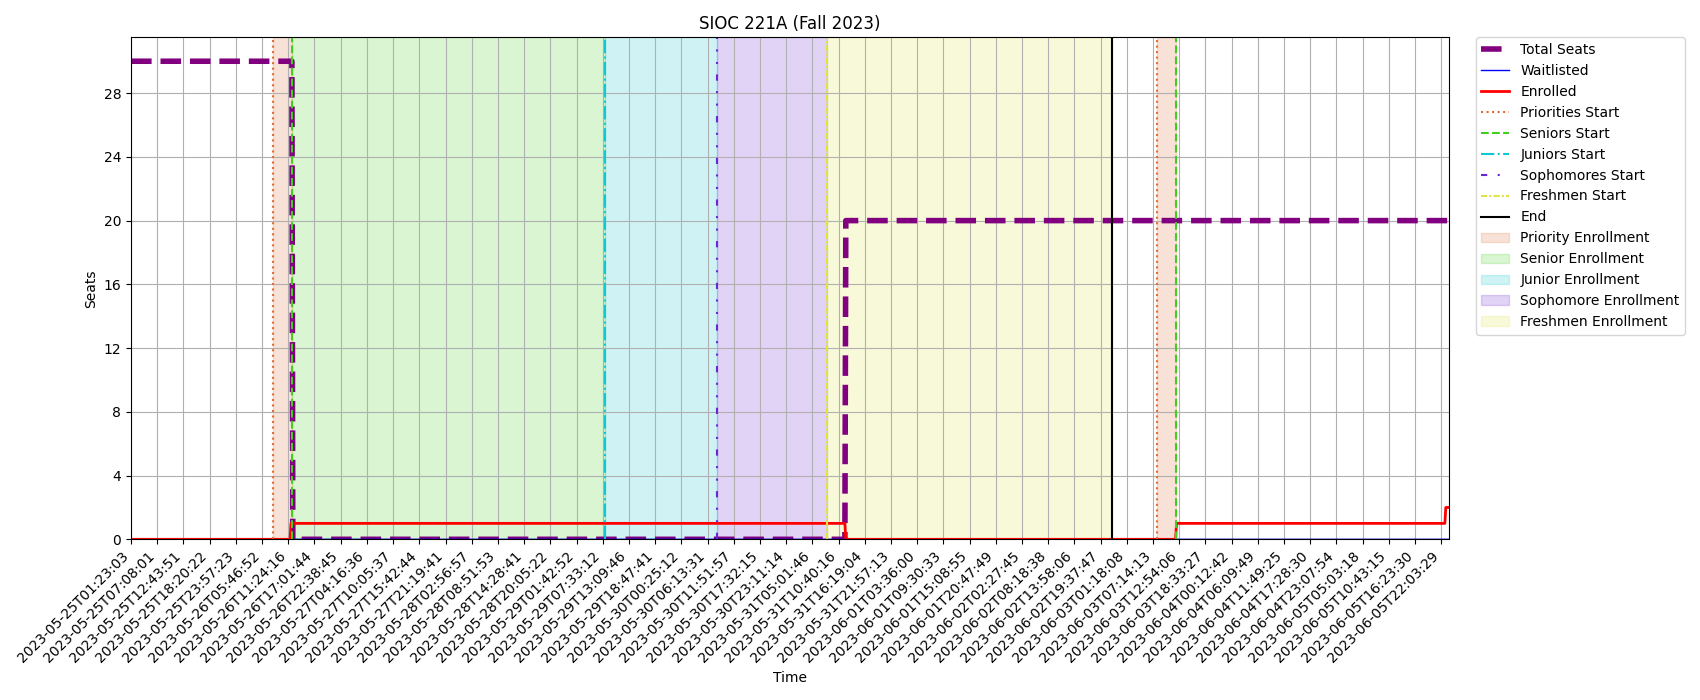 SIOC 221A (Fall 2023)
Seats
28
24
20
16
12
8
4
0
2023-05-25T01:23:03
2023-05-25T07:08:01
2023-05-25T12:43:51
2023-05-25T18:20:22
2023-05-25T23:57:23
2023-05-26T05:46:52
2023-05-26T11:24:16
2023-05-26T17:01:44
2023-05-26T22:38:45
2023-05-27T04:16:36
2023-05-27T10:05:37
2023-05-27T15:42:44
2023-05-27T21:19:41
2023-05-28T02:56:57
2023-05-28T08:51:53
2023-05-28T14:28:41
2023-05-28T20:05:22
2023-05-29T01:42:52
2023-05-29T07:33:12
2023-05-29T13:09:46
2023-05-29T18:47:41
2023-05-30T00:25:12
2023-05-30T06:13:31
2023-05-30T11:51:57
2023-05-30T17:32:15
2023-05-30T23:11:14
2023-05-31T05:01:46
2023-05-31T10:40:16
2023-05-31T16:19:04
2023-05-31T21:57:13
2023-06-01T03:36:00
2023-06-01T09:30:33
2023-06-01T15:08:55
2023-06-01T20:47:49
2023-06-02T02:27:45
2023-06-02T08:18:38
2023-06-02T13:58:06
2023-06-02T19:37:47
2023-06-03T01:18:08
2023-06-03T07:14:13
2023-06-03T12:54:06
2023-06-03T18:33:27
2023-06-04T00:12:42
2023-06-04T06:09:49
2023-06-04T11:49:25
2023-06-04T17:28:30
2023-06-04T23:07:54
2023-06-05T05:03:18
2023-06-05T10:43:15
2023-06-05T16:23:30
2023-06-05T22:03:29
Time
Total Seats
Waitlisted
Enrolled
Priorities Start
Seniors Start
Juniors Start
Sophomores Start
Freshmen Start
End
Priority Enrollment
Senior Enrollment
Junior Enrollment
Sophomore Enrollment
Freshmen Enrollment